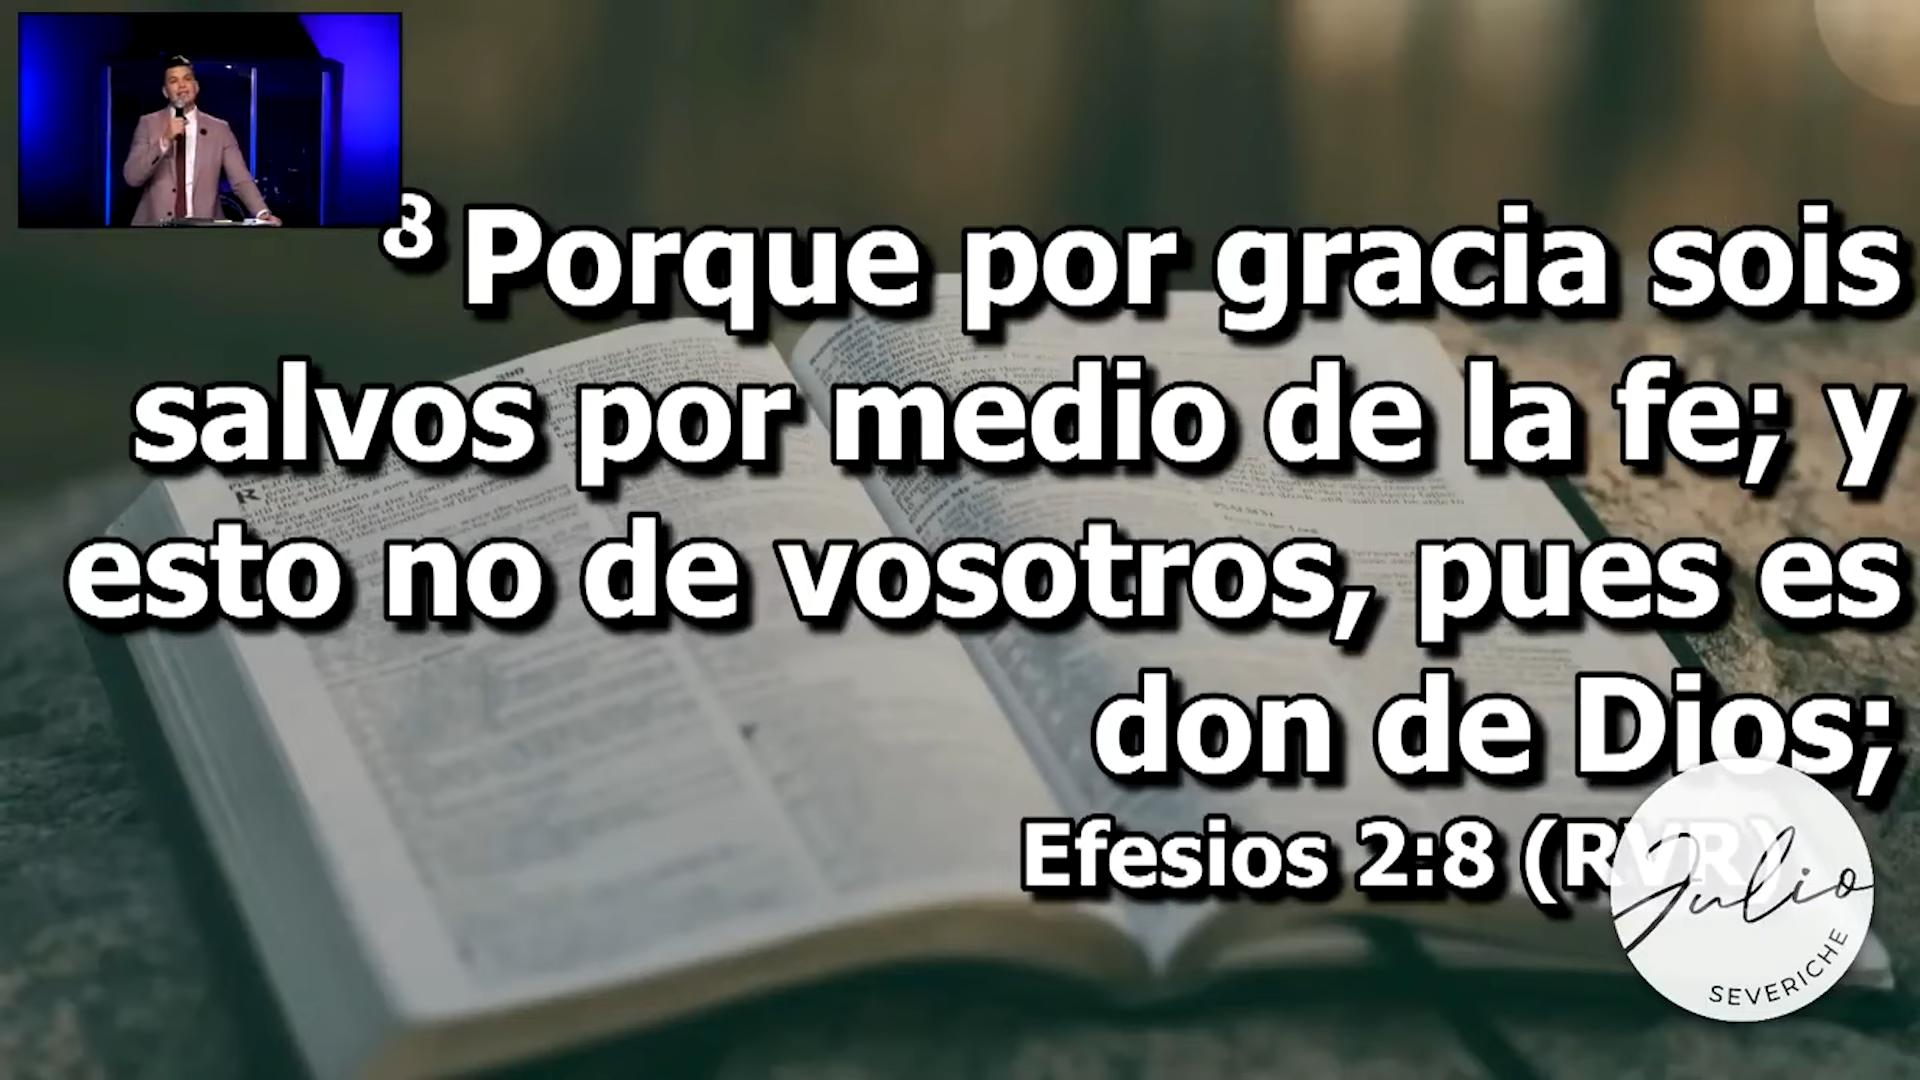 8 Porque por gracia sois
salvos por medio de la fe; y
esto no de vosotros, pues es
don de Dios;
Efesios 2:8 (RVR)
Julio
SEVERICHE